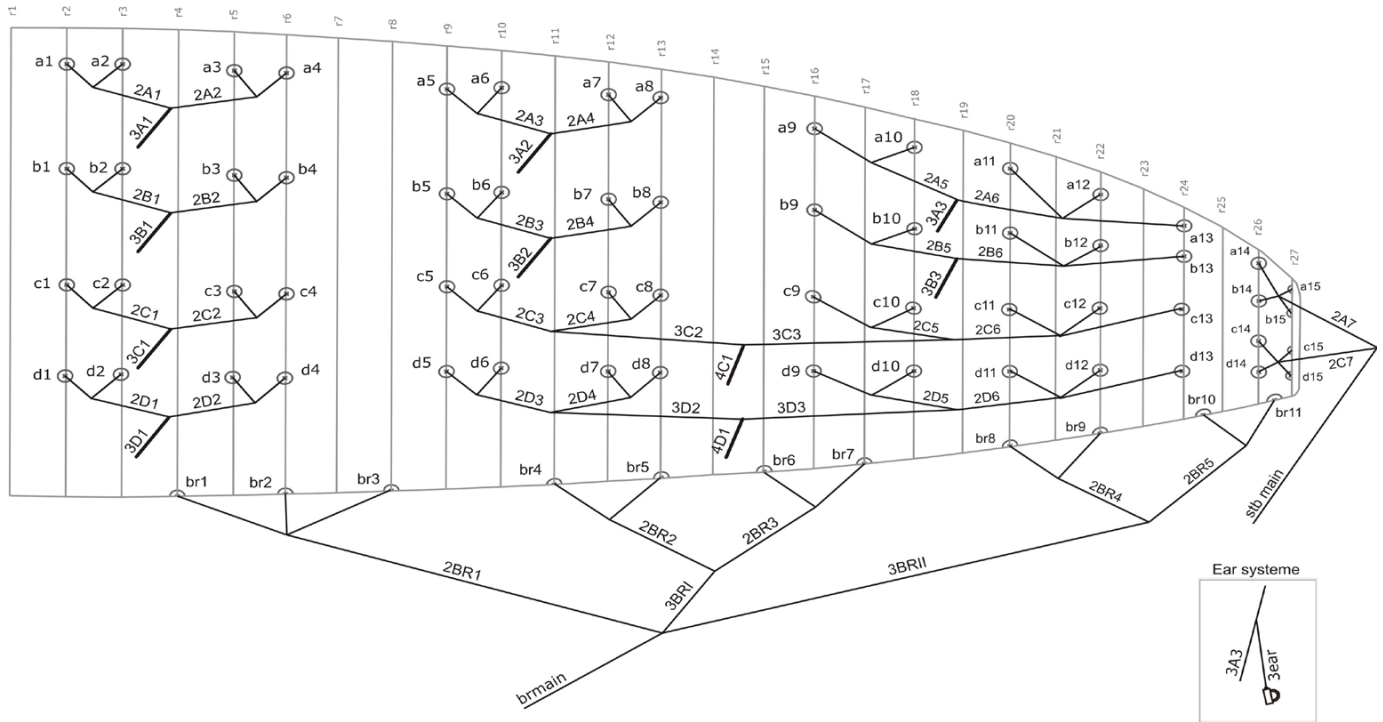 r1 r2 r3 r4 r5 r6 r7 r8 r9 r10 r11 r12 r13 r14 r15 r16 r17 r18 r19 r20 r21 r22 r23 r24 r25 r26 r27
a1 a2 a3 a4 a5 a6 a7 a8 a9 a10 a11 a12 a13 a14 a15
2A1 2A2 2A3 2A4 2A5 2A6 2A7
3A1 3A2 3A3
b1 b2 b3 b4 b5 b6 b7 b8 b9 b10 b11 b12 b13 b14 b15
2B1 2B2 2B3 2B4 2B5 2B6
3B1 3B2 3B3
c1 c2 c3 c4 c5 c6 c7 c8 c9 c10 c11 c12 c13 c14 c15
2C1 2C2 2C3 2C4 2C5 2C6 2C7
3C1 3C2 3C3
4C1
d1 d2 d3 d4 d5 d6 d7 d8 d9 d10 d11 d12 d13 d14 d15
2D1 2D2 2D3 2D4 2D5 2D6
3D1 3D2 3D3
4D1
br1 br2 br3 br4 br5 br6 br7 br8 br9 br10 br11
2BR1 2BR2 2BR3 2BR4 2BR5
3BRI 3BRII
brmain
stb main
Ear systeme
3A3 3ear